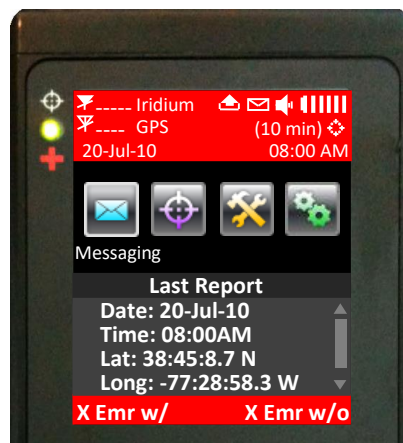 ----- Iridium
---- GPS
(10 min)
20-Jul-10 08:00 AM
Messaging
Last Report
Date: 20-Jul-10
Time: 08:00AM
Lat: 38:45:8.7 N
Long: -77:28:58.3 W
X Emr w/ X Emr w/o